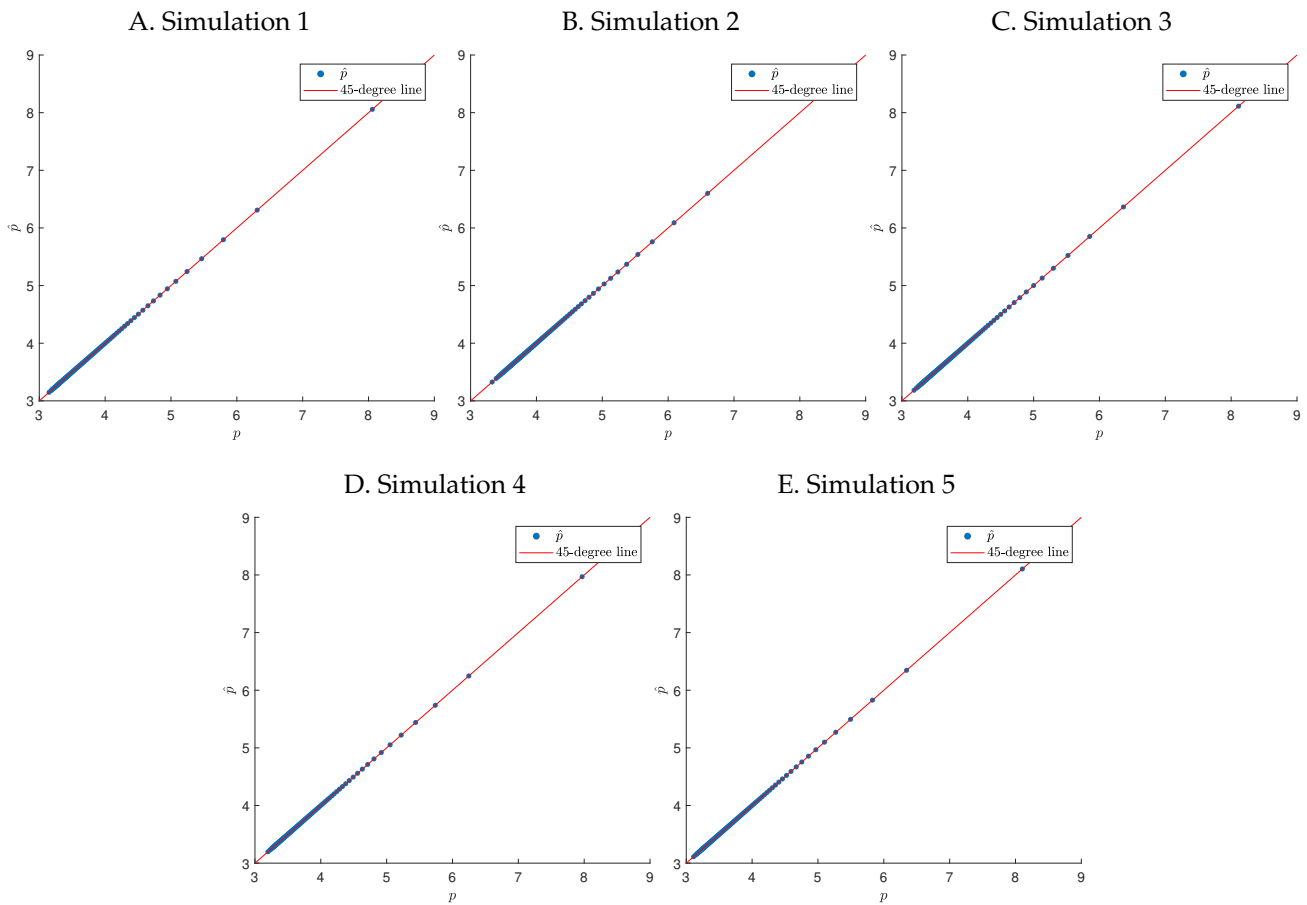 A. Simulation 1
9
8
7
6
5
4
3
p̂
3 4 5 6 7 8 9
p
p̂
45-degree line
B. Simulation 2
9
8
7
6
5
4
3
p̂
3 4 5 6 7 8 9
p
p̂
45-degree line
C. Simulation 3
9
8
7
6
5
4
3
p̂
3 4 5 6 7 8 9
p
p̂
45-degree line
D. Simulation 4
9
8
7
6
5
4
3
p̂
3 4 5 6 7 8 9
p
p̂
45-degree line
E. Simulation 5
9
8
7
6
5
4
3
p̂
3 4 5 6 7 8 9
p
p̂
45-degree line